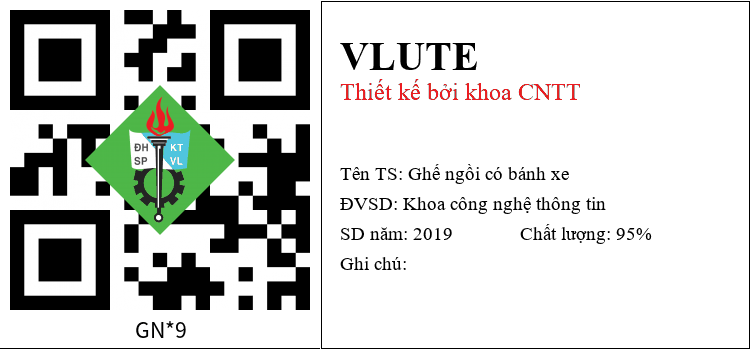 ĐH KT
SP VL
GN*9
VLUTE
Thiết kế bởi khoa CNTT
Tên TS: Ghế ngồi có bánh xe
ĐVSD: Khoa công nghệ thông tin
SD năm: 2019 Chất lượng: 95%
Ghi chú: